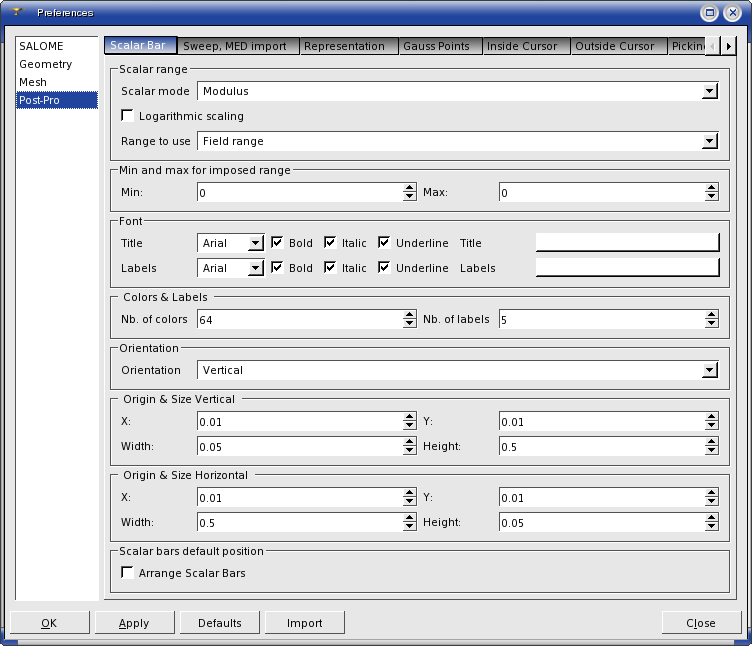 Preferences
SALOME
Geometry
Mesh
Post-Pro
Scalar Bar Sweep, MED import Representation Gauss Points Inside Cursor Outside Cursor Pickin
Scalar range
Scalar mode Modulus
Logarithmic scaling
Range to use Field range
Min and max for imposed range
Min: 0 Max: 0
Font
Title Arial Bold Italic Underline Title
Labels Arial Bold Italic Underline Labels
Colors & Labels
Nb. of colors 64 Nb. of labels 5
Orientation
Orientation Vertical
Origin & Size Vertical
X: 0.01 Y: 0.01
Width: 0.05 Height: 0.5
Origin & Size Horizontal
X: 0.01 Y: 0.01
Width: 0.5 Height: 0.05
Scalar bars default position
Arrange Scalar Bars
OK Apply Defaults Import Close